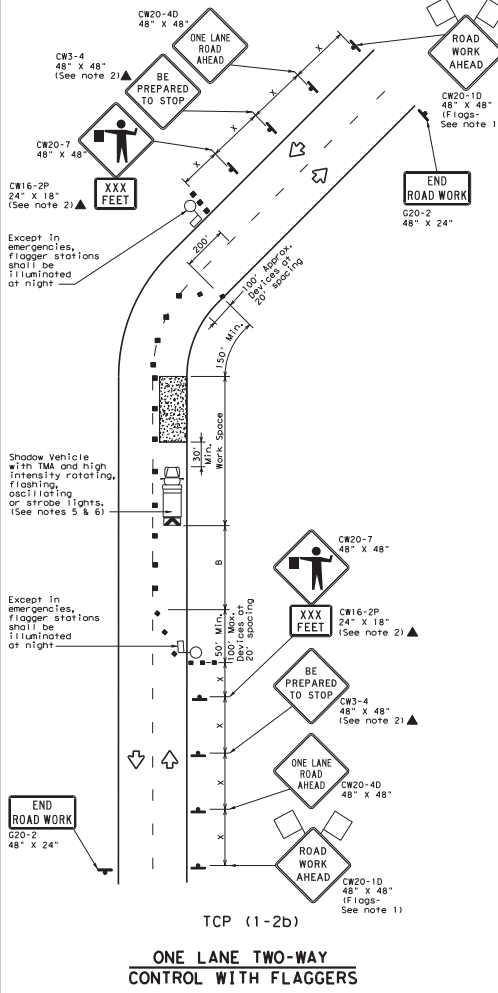 CW20-4D
48" X 48"
ONE LANE
ROAD
AHEAD
ROAD
WORK
AHEAD
CW3-4
48" X 48"
(See note 2)
BE
PREPARED
TO STOP
X
X
X
CW20-1D
48" X 48"
(Flags-
See note 1
CW20-7
48" X 48"
CW16-2P
24" X 18"
(See note 2)
XXX
FEET
END
ROAD WORK
G20-2
48" X 24"
Except in
emergencies,
flagger stations
shall be
illuminated
at night
200'
100' Approx.
Devices at
20' spacing
150' Min.
Work Space
30'
Min.
Shadow Vehicle
with TMA and high
intensity rotating,
flashing,
oscillating
or strobe lights.
(See notes 5 & 6)
B
CW20-7
48" X 48"
XXX
FEET
CW16-2P
24" X 18"
(See note 2)
Except in
emergencies,
flagger stations
shall be
illuminated
at night
50' Min.
100' Max.
Devices at
20' spacing
X
BE
PREPARED
TO STOP
CW3-4
48" X 48"
(See note 2)
X
ONE LANE
ROAD
AHEAD
CW20-4D
48" X 48"
X
END
ROAD WORK
G20-2
48" X 24"
ROAD
WORK
AHEAD
CW20-1D
48" X 48"
(Flags-
See note 1)
TCP (1-2b)
ONE LANE TWO-WAY
CONTROL WITH FLAGGERS